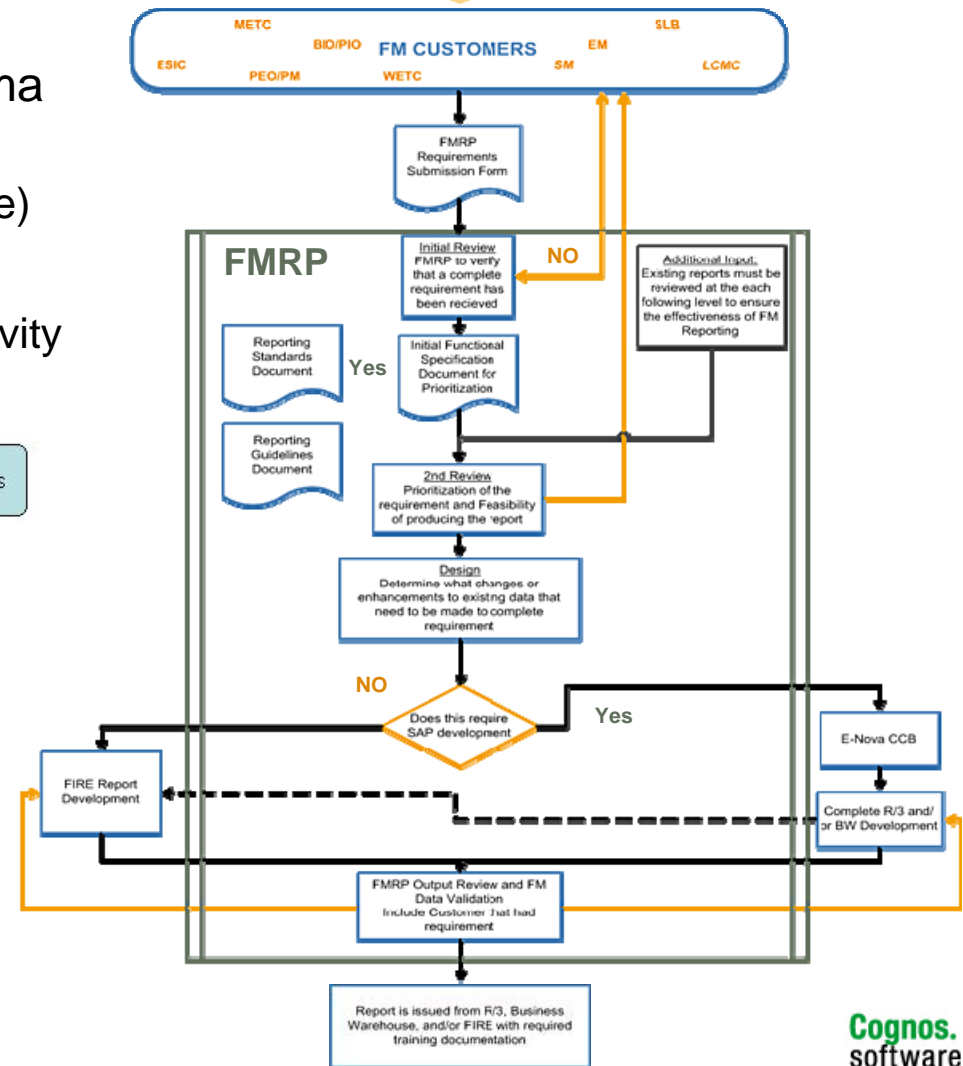 METC
SLB
BIO/PIO
FM CUSTOMERS
EM
ESIC
SM
LCMC
PEO/PM
WETC
ma
e)
vity
s
FMRP
Requirements
Submission Form
FMRP
Initial Review
FMRP to verify
that a complete
requirement has
been recieved
NO
Additional Input:
Existing reports must be
reviewed at the each
following level to ensure
the effectiveness of FM
Reporting
Reporting
Standards
Document
Yes
Initial Functional
Specification
Document for
Prioritization
Reporting
Guidelines
Document
2nd Review
Prioritization of the
requirement and Feasibility
of producing the report
Design
Determine what changes or
enhancements to existing data that
need to be made to complete
requirement
NO
Does this require
SAP development
Yes
E-Nova CCB
FIRE Report
Development
Complete R/3 and/
or BW Development
FMRP Output Review and FM
Data Validation
Include Customer that had
requirement
Report is issued from R/3, Business
Warehouse, and/or FIRE with required
training documentation
Cognos.
software